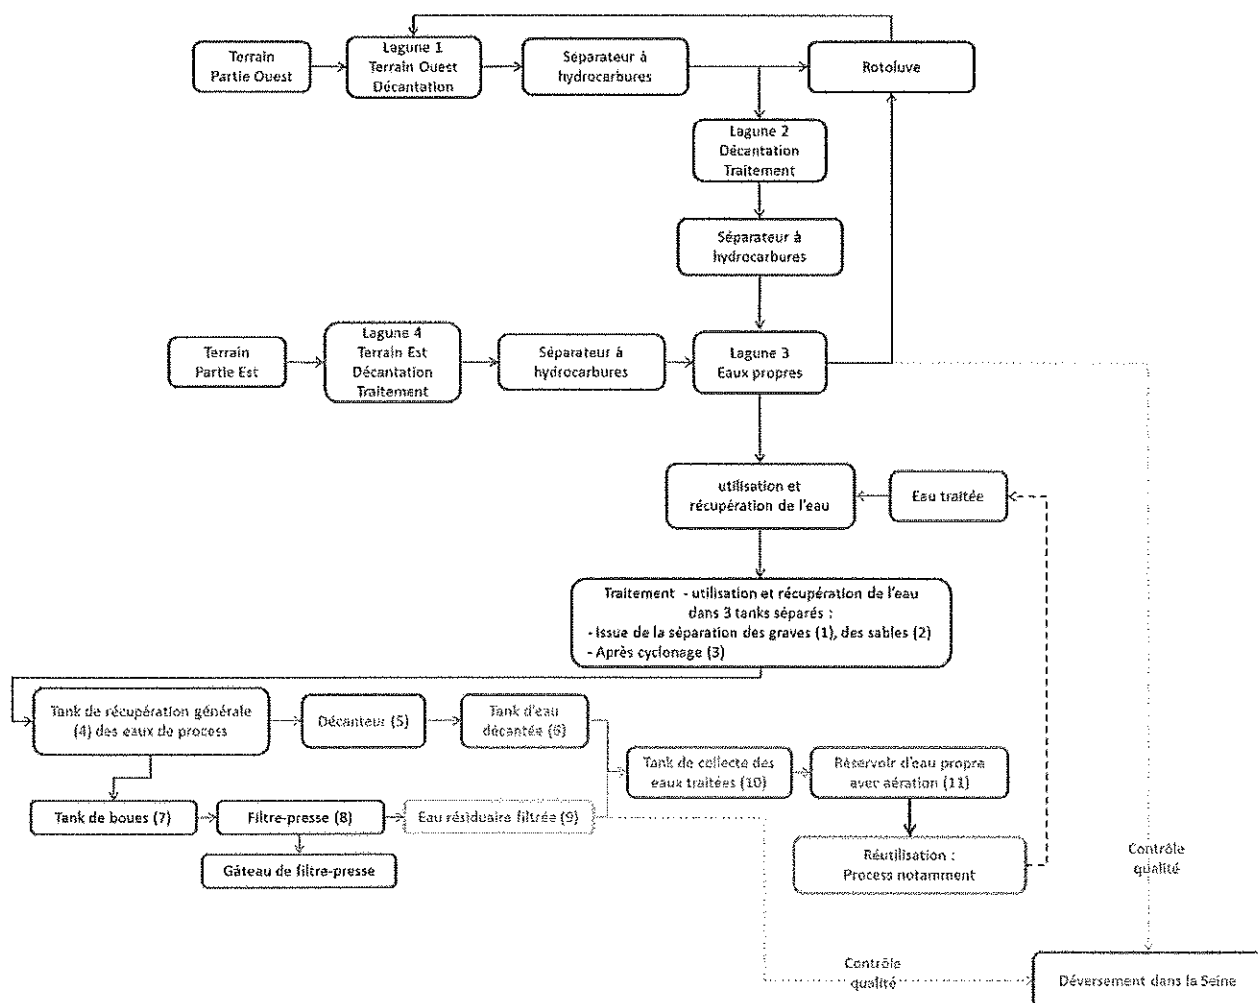 Terrain
Partie Ouest
Lagune 1
Terrain Ouest
Décantation
Séparateur à
hydrocarbures
Rotoluve
Lagune 2
Décantation
Traitement
Séparateur à
hydrocarbures
Terrain
Partie Est
Lagune 4
Terrain Est
Décantation
Traitement
Séparateur à
hydrocarbures
Lagune 3
Eaux propres
utilisation et
récupération de l'eau
Eau traitée
Traitement - utilisation et récupération de l'eau
dans 3 tanks séparés :
- Issue de la séparation des graves (1), des sables (2)
- Après cyclonage (3)
Tank de récupération générale
(4) des eaux de process
Décanteur (5)
Tank d'eau
décantée (6)
Tank de collecte des
eaux traitées (10)
Réservoir d'eau propre
avec aération (11)
Tank de boues (7)
Filtre-presse (8)
Eau résiduaire filtrée (9)
Gâteau de filtre-presse
Réutilisation :
Process notamment
Contrôle
qualité
Contrôle
qualité
Déversement dans la Seine